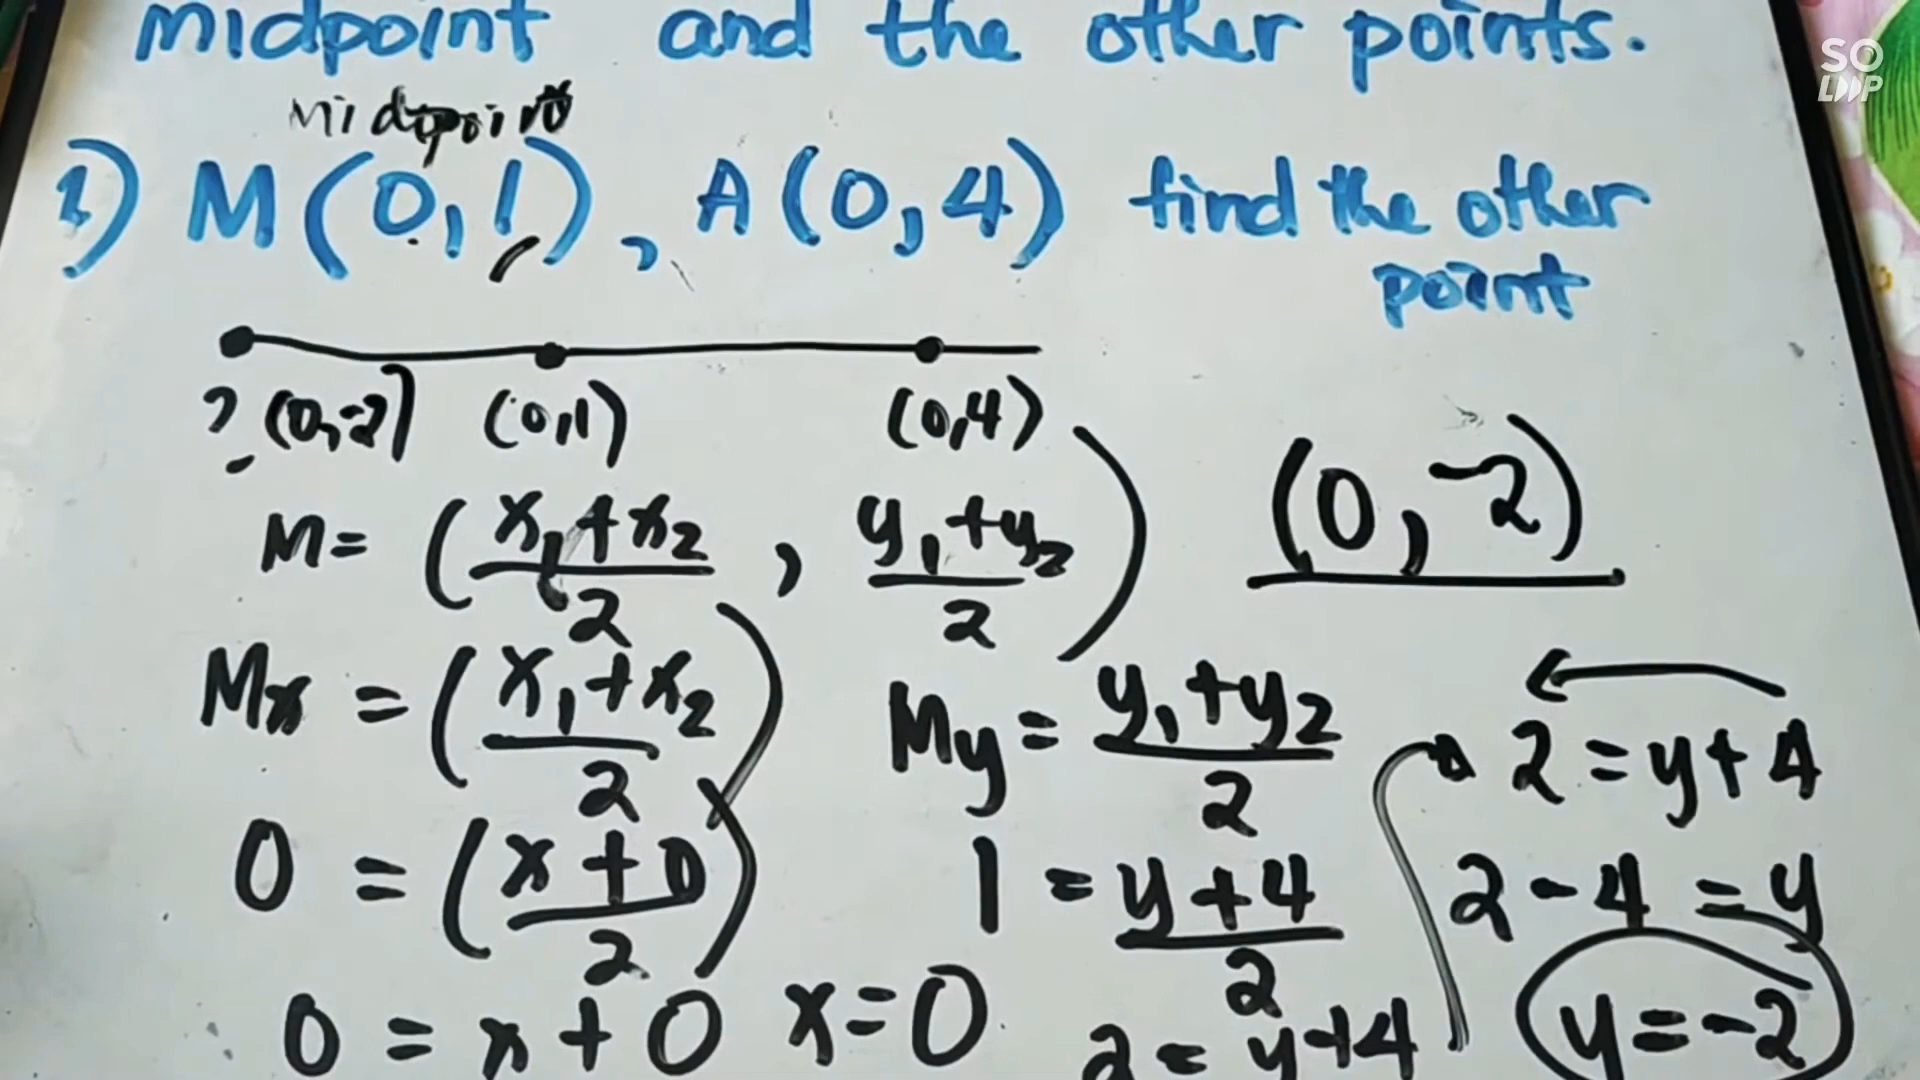 midpoint and the other points.
SO
LOOP
Midpoint
1) M(0,1), A(0,4) find the other
point
? (0,-2) (0,1) (0,4)
M= (x₁+x₂/2 , y₁+y₂/2) (0,-2)
Mx = (x₁+x₂/2) My = y₁+y₂/2 2=y+4
0 = (x+0/2) 1 = y+4/2 2-4=y
0 = x+0 x=0 2=y+4 y=-2